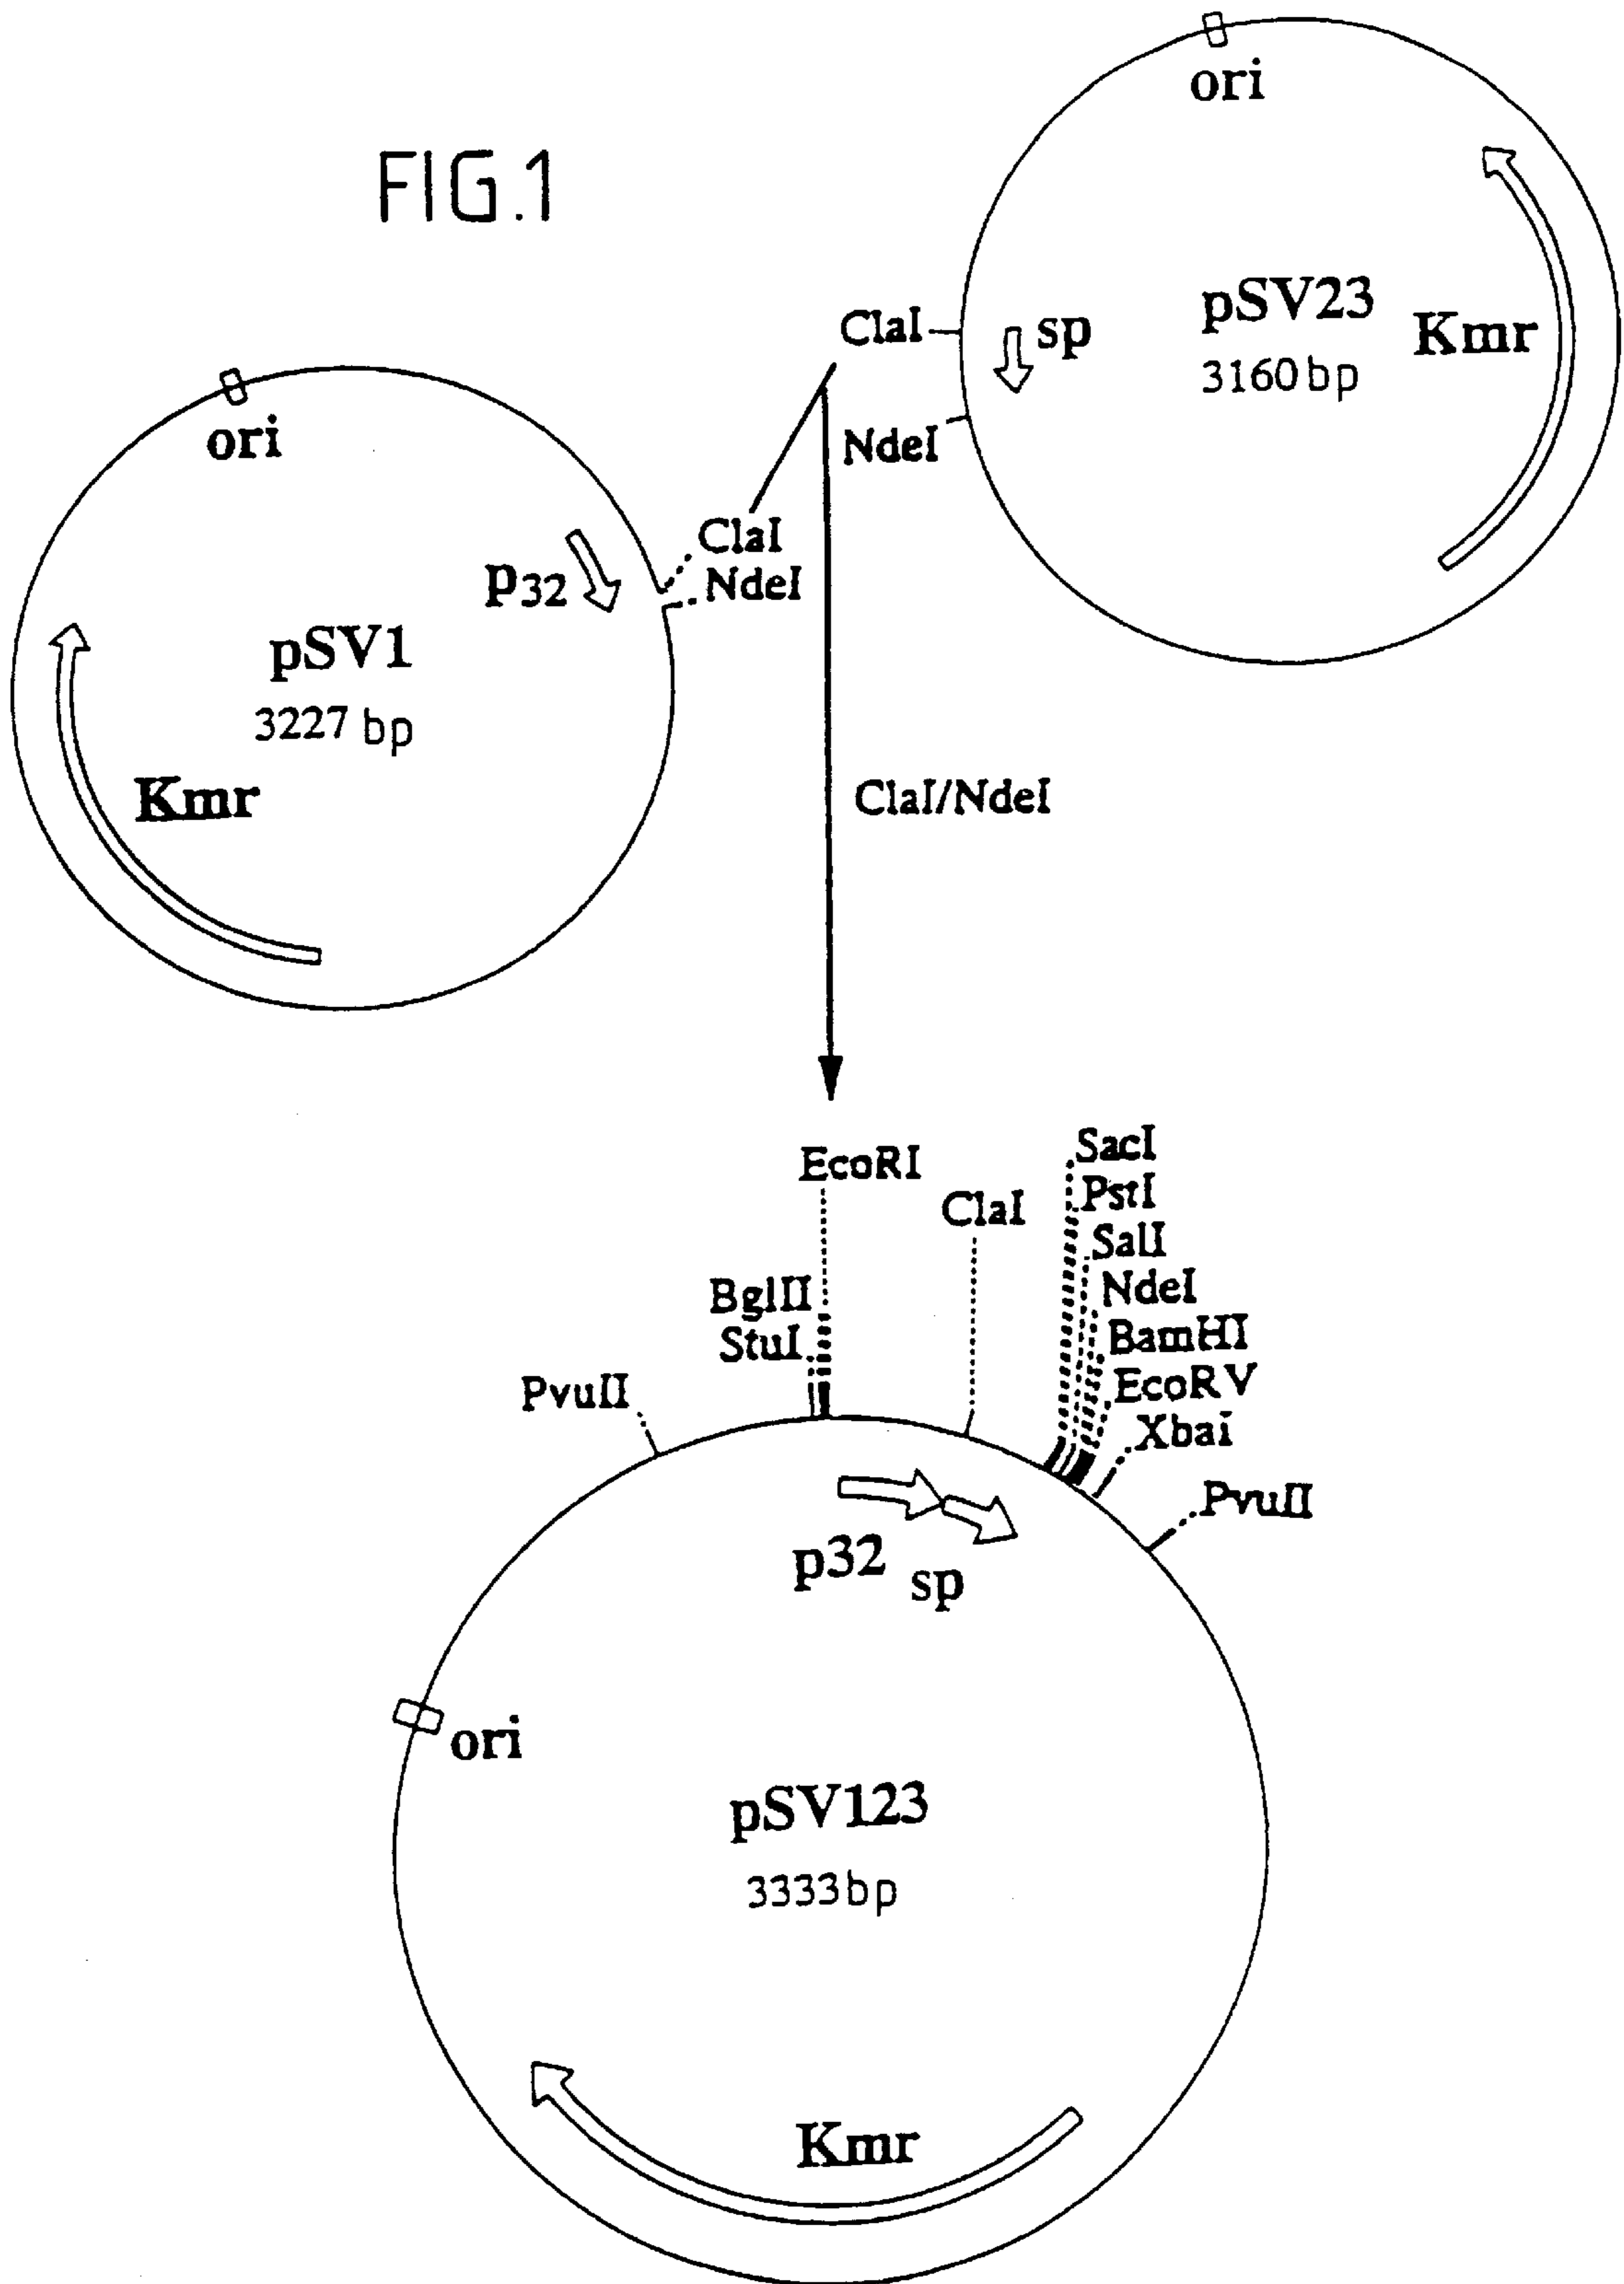 FIG.1
ori
pSV23
3160 bp
Kmr
sp
ClaI
NdeI
ori
ClaI
NdeI
p32
pSV1
3227 bp
Kmr
ClaI/NdeI
EcoRI
ClaI
SacI
PstI
SalI
NdeI
BamHI
EcoRV
Xbai
PvuII
BglII
StuI
PvuII
p32
sp
ori
pSV123
3333bp
Kmr